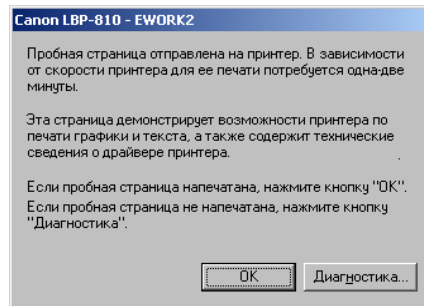 Canon LBP-810 - EWORK2
Пробная страница отправлена на принтер. В зависимости
от скорости принтера для ее печати потребуется одна-две
минуты.
Эта страница демонстрирует возможности принтера по
печати графики и текста, а также содержит технические
сведения о драйвере принтера.
Если пробная страница напечатана, нажмите кнопку "ОК".
Если пробная страница не напечатана, нажмите кнопку
"Диагностика".
ОК
Диагностика...